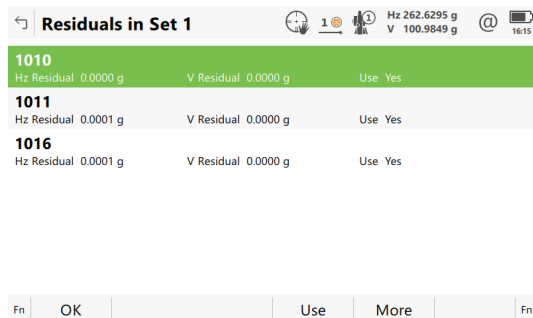 Residuals in Set 1
1
1
Hz 262.6295 g
V 100.9849 g
@
16:15
1010
Hz Residual 0.0000 g V Residual 0.0000 g Use Yes
1011
Hz Residual 0.0001 g V Residual 0.0000 g Use Yes
1016
Hz Residual 0.0001 g V Residual 0.0000 g Use Yes
Fn OK Use More Fn